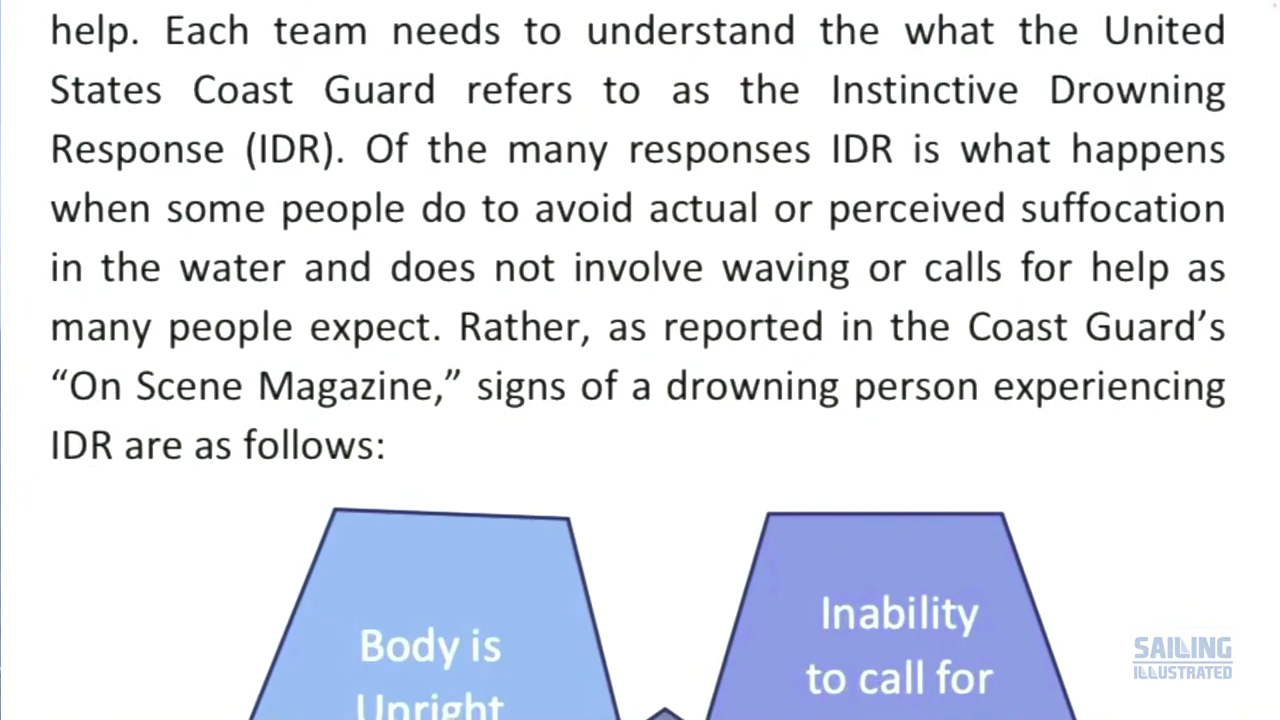 help. Each team needs to understand the what the United
States Coast Guard refers to as the Instinctive Drowning
Response (IDR). Of the many responses IDR is what happens
when some people do to avoid actual or perceived suffocation
in the water and does not involve waving or calls for help as
many people expect. Rather, as reported in the Coast Guard’s
“On Scene Magazine,” signs of a drowning person experiencing
IDR are as follows:
Body is
Upright
Inability
to call for
SAILING
ILLUSTRATED